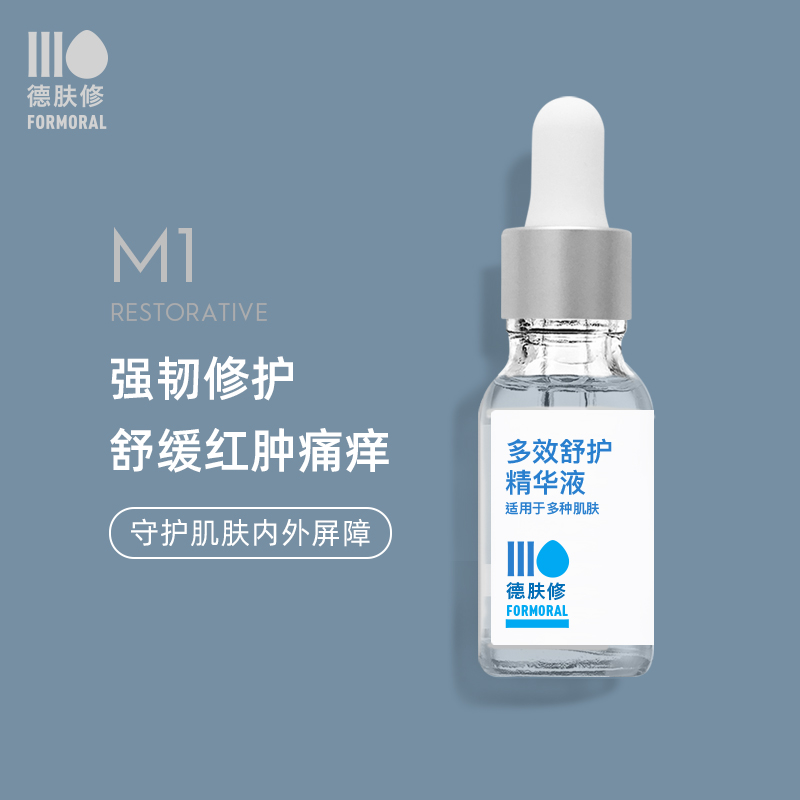 德肤修
FORMORAL
M1
RESTORATIVE
强韧修护
舒缓红肿痛痒
守护肌肤内外屏障
多效舒护
精华液
适用于多种肌肤
德肤修
FORMORAL